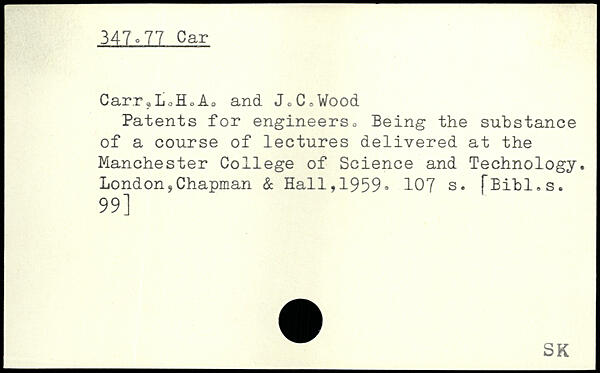 347.77 Car
Carr,L.H.A. and J.C.Wood
Patents for engineers. Being the substance
of a course of lectures delivered at the
Manchester College of Science and Technology.
London,Chapman & Hall,1959. 107 s. [Bibl.s.
99]
SK